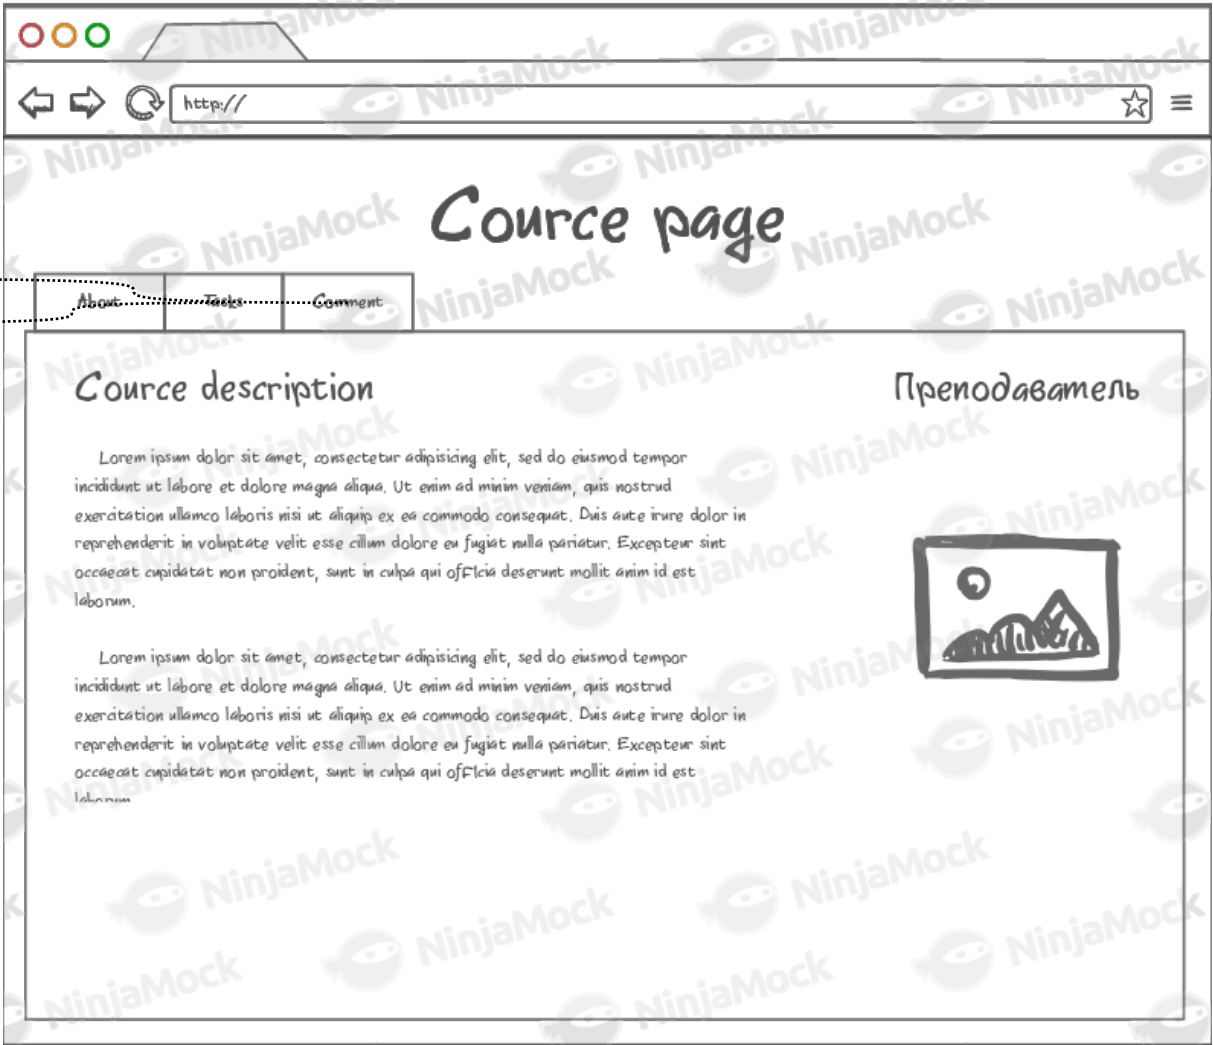 http://
Cource page
About Tasks Comment
Cource description
Преподаватель
Lorem ipsum dolor sit amet, consectetur adipisicing elit, sed do eiusmod tempor
incididunt ut labore et dolore magna aliqua. Ut enim ad minim veniam, quis nostrud
exercitation ullamco laboris nisi ut aliquip ex ea commodo consequat. Duis aute irure dolor in
reprehenderit in voluptate velit esse cillum dolore eu fugiat nulla pariatur. Excepteur sint
occaecat cupidatat non proident, sunt in culpa qui officia deserunt mollit anim id est
laborum.
Lorem ipsum dolor sit amet, consectetur adipisicing elit, sed do eiusmod tempor
incididunt ut labore et dolore magna aliqua. Ut enim ad minim veniam, quis nostrud
exercitation ullamco laboris nisi ut aliquip ex ea commodo consequat. Duis aute irure dolor in
reprehenderit in voluptate velit esse cillum dolore eu fugiat nulla pariatur. Excepteur sint
occaecat cupidatat non proident, sunt in culpa qui officia deserunt mollit anim id est
laborum
NinjaMock